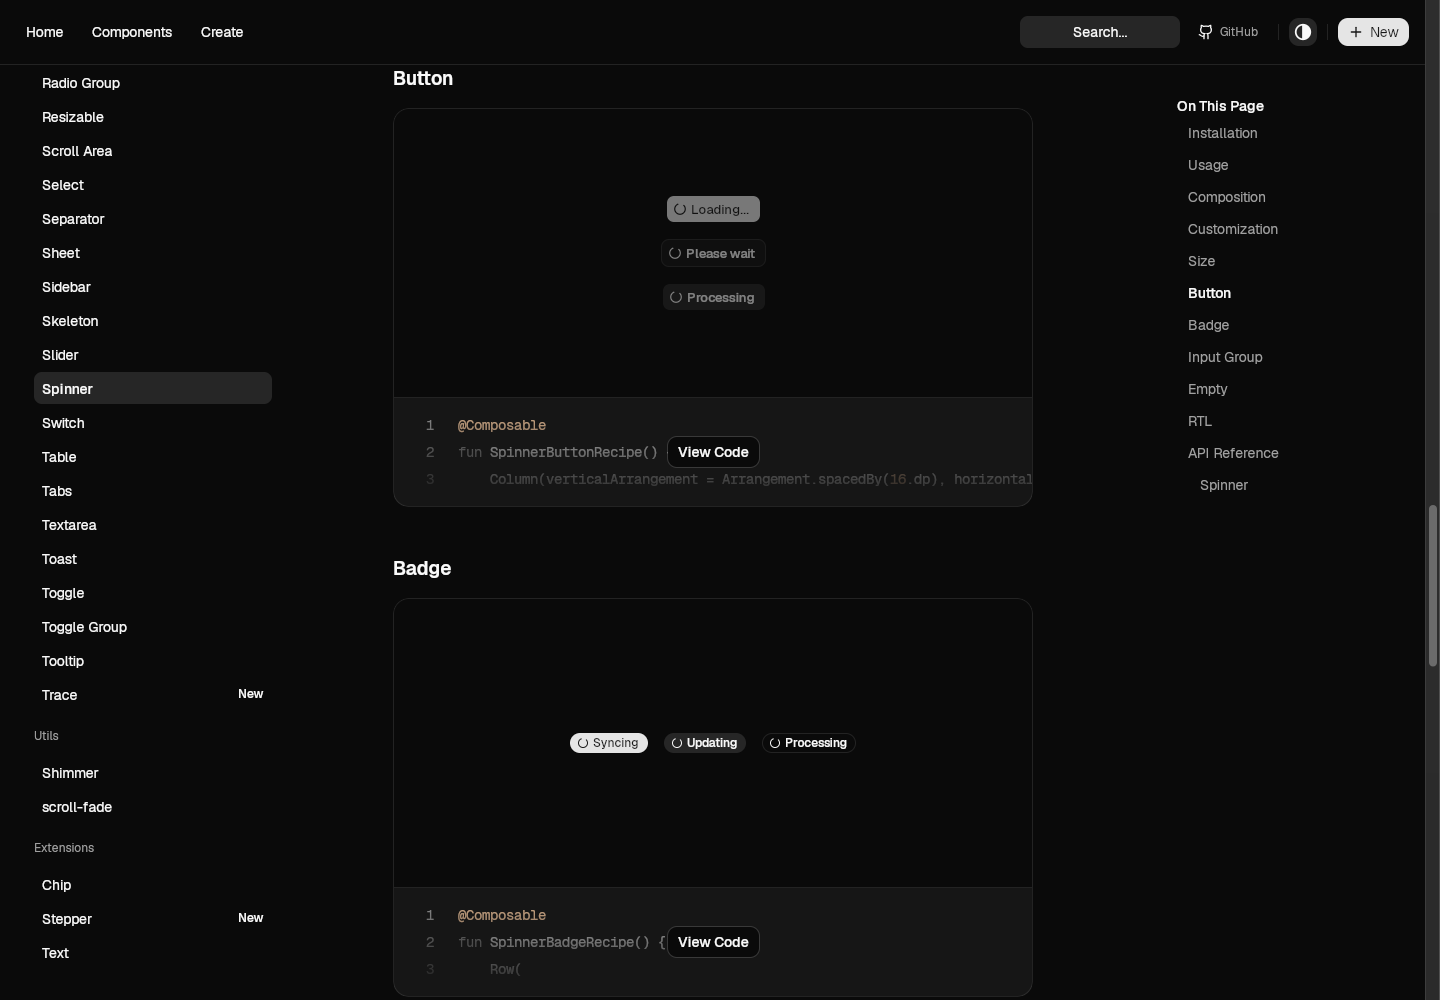 Home
Components
Create
Search...
GitHub
New
Radio Group
Resizable
Scroll Area
Select
Separator
Sheet
Sidebar
Skeleton
Slider
Spinner
Switch
Table
Tabs
Textarea
Toast
Toggle
Toggle Group
Tooltip
Trace New
Utils
Shimmer
scroll-fade
Extensions
Chip
Stepper New
Text
Button
Loading...
Please wait
Processing
1 @Composable
2 fun SpinnerButtonRecipe()
View Code
3 Column(verticalArrangement = Arrangement.spacedBy(16.dp), horizontal
Badge
Syncing
Updating
Processing
1 @Composable
2 fun SpinnerBadgeRecipe() {
View Code
3 Row(
On This Page
Installation
Usage
Composition
Customization
Size
Button
Badge
Input Group
Empty
RTL
API Reference
Spinner